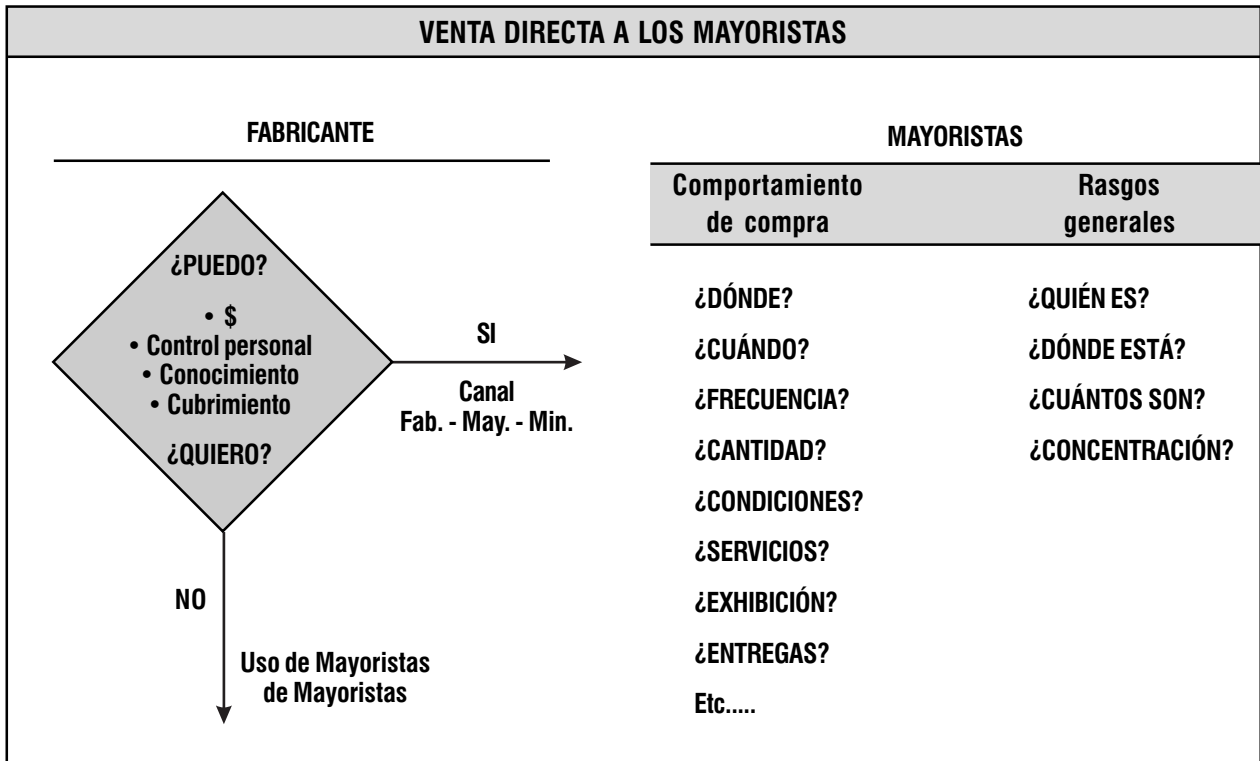 VENTA DIRECTA A LOS MAYORISTAS
FABRICANTE
¿PUEDO?
• $
• Control personal
• Conocimiento
• Cubrimiento
¿QUIERO?
SI
Canal
Fab. - May. - Min.
NO
Uso de Mayoristas
de Mayoristas
MAYORISTAS
Comportamiento
de compra
Rasgos
generales
¿DÓNDE?
¿CUÁNDO?
¿FRECUENCIA?
¿CANTIDAD?
¿CONDICIONES?
¿SERVICIOS?
¿EXHIBICIÓN?
¿ENTREGAS?
Etc.....
¿QUIÉN ES?
¿DÓNDE ESTÁ?
¿CUÁNTOS SON?
¿CONCENTRACIÓN?